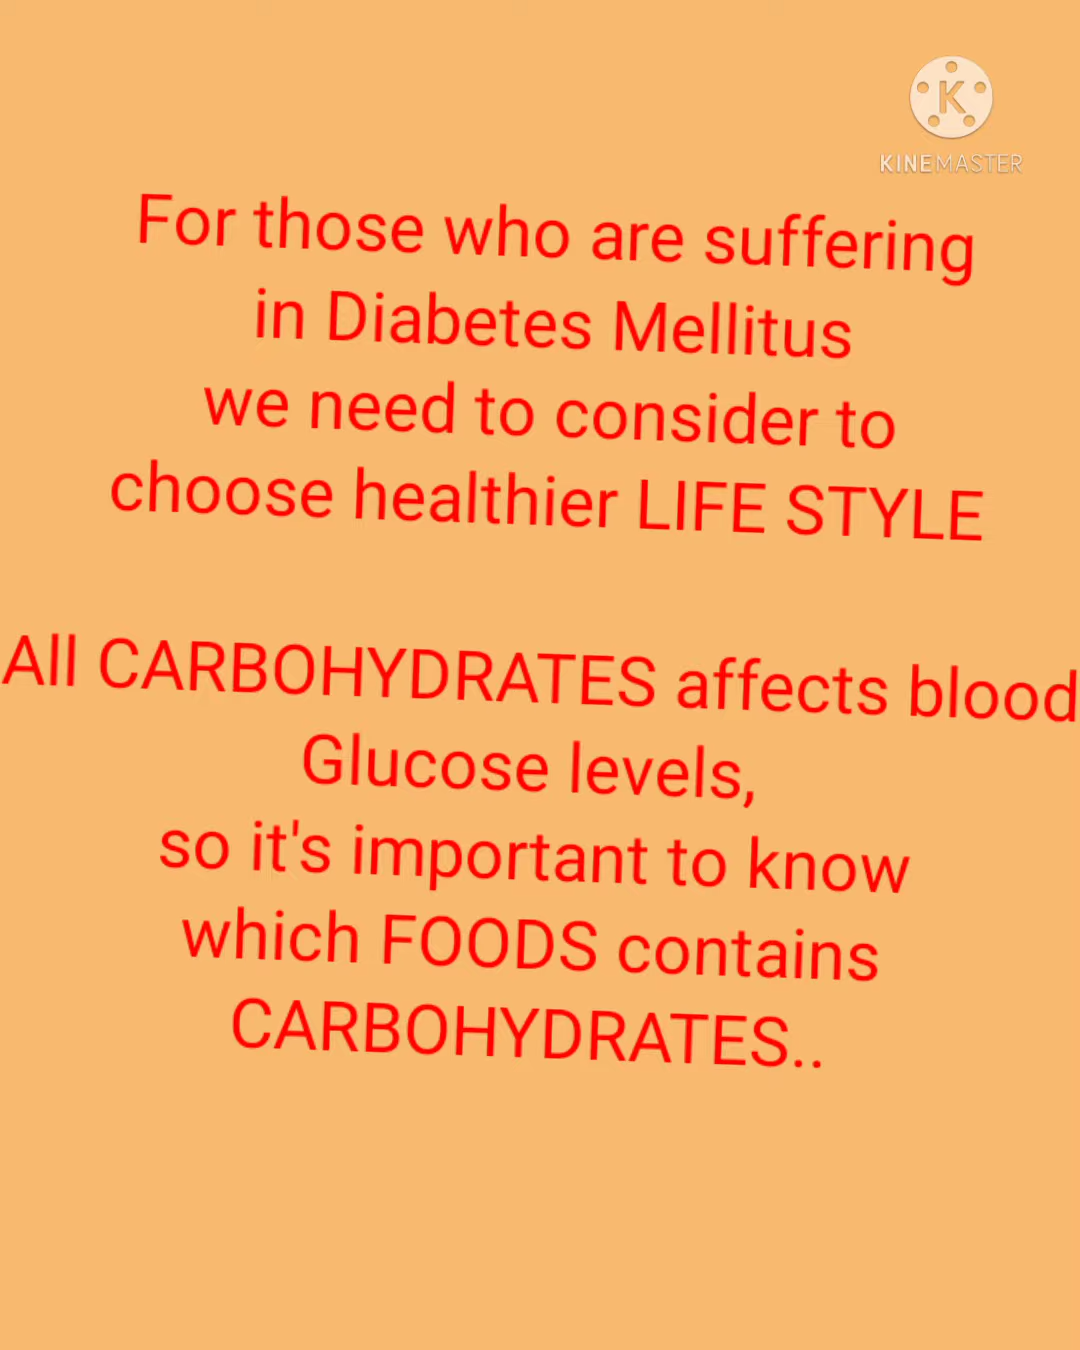 KINEMASTER
For those who are suffering
in Diabetes Mellitus
we need to consider to
choose healthier LIFE STYLE
All CARBOHYDRATES affects blood
Glucose levels,
so it's important to know
which FOODS contains
CARBOHYDRATES..